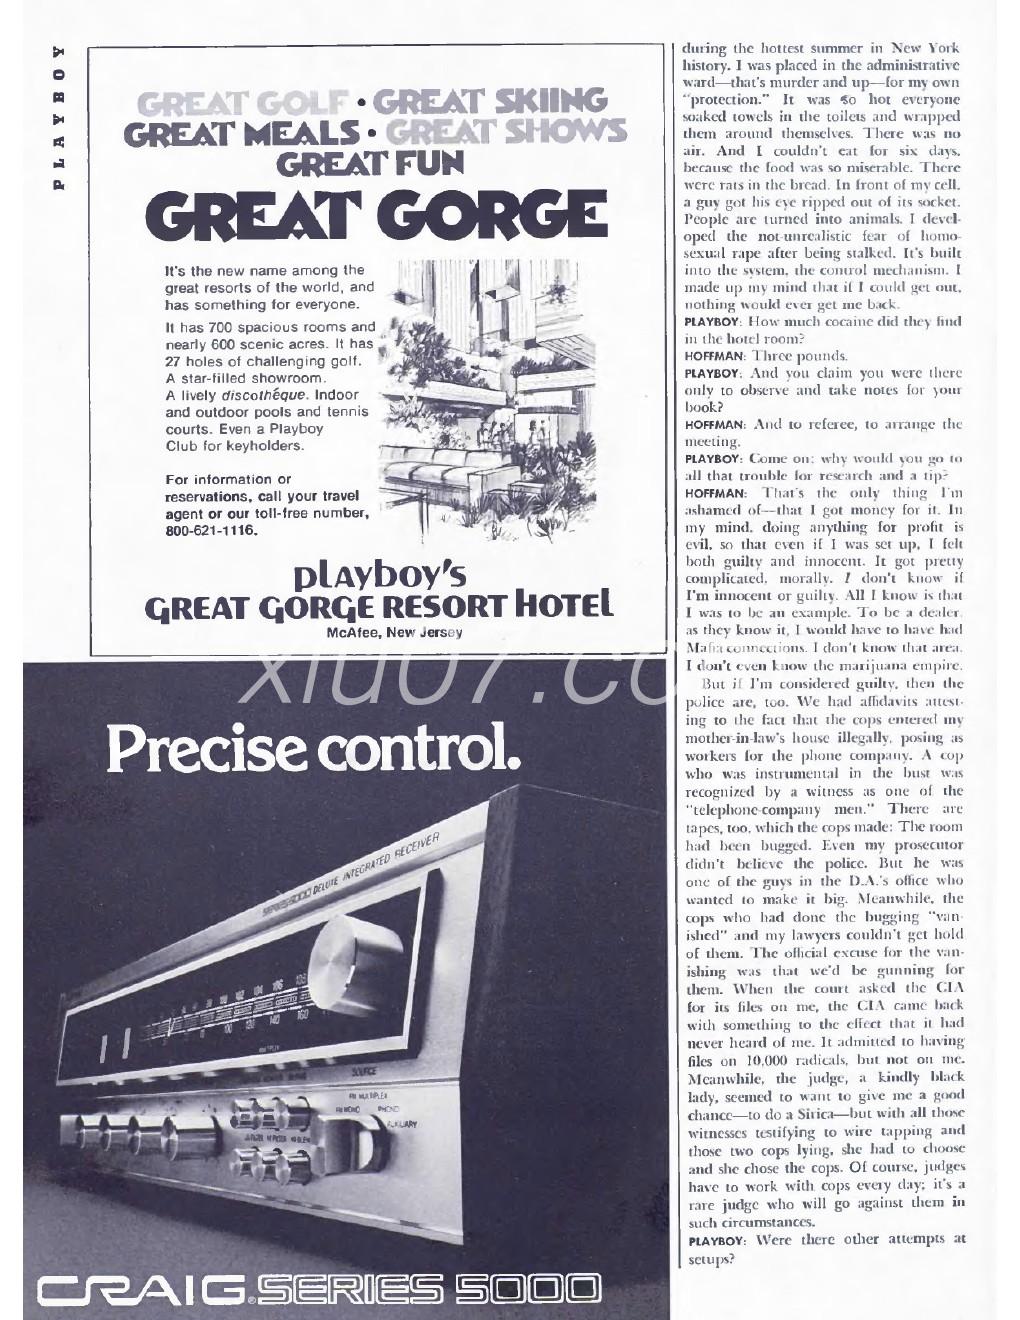 PLAYBOY
GREAT GOLF • GREAT SKIING
GREAT MEALS • GREAT SHOWS
GREAT FUN
GREAT GORGE
It's the new name among the
great resorts of the world, and
has something for everyone.
It has 700 spacious rooms and
nearly 600 scenic acres. It has
27 holes of challenging golf.
A star-filled showroom.
A lively discothéque. Indoor
and outdoor pools and tennis
courts. Even a Playboy
Club for keyholders.
For information or
reservations, call your travel
agent or our toll-free number,
800-621-1116.
playboy's
GREAT GORGE RESORT HOTEL
McAfee, New Jersey
Precise control.
SERIES 5000 DELUXE INTEGRATED RECEIVER
SOURCE
FM MULTIPLEX
FM MONO
PHONO
AUXILIARY
CRAIG® SERIES 5000
during the hottest summer in New York
history. I was placed in the administrative
ward—that's murder and up—for my own
"protection." It was so hot everyone
soaked towels in the toilets and wrapped
them around themselves. There was no
air. And I couldn't eat for six days,
because the food was so miserable. There
were rats in the bread. In front of my cell,
a guy got his eye ripped out of its socket.
People are turned into animals. I devel-
oped the not-unrealistic fear of homo-
sexual rape after being stalked. It's built
into the system, the control mechanism. I
made up my mind that if I could get out,
nothing would ever get me back.
PLAYBOY: How much cocaine did they find
in the hotel room?
HOFFMAN: Three pounds.
PLAYBOY: And you claim you were there
only to observe and take notes for your
book?
HOFFMAN: And to referee, to arrange the
meeting.
PLAYBOY: Come on; why would you go to
all that trouble for research and a tip?
HOFFMAN: That's the only thing I'm
ashamed of—that I got money for it. In
my mind, doing anything for profit is
evil, so that even if I was set up, I felt
both guilty and innocent. It got pretty
complicated, morally. I don't know if
I'm innocent or guilty. All I know is that
I was to be an example. To be a dealer,
as they know it, I would have to have had
Mafia connections. I don't know that area.
I don't even know the marijuana empire.
But if I'm considered guilty, then the
police are, too. We had affidavits attest-
ing to the fact that the cops entered my
mother-in-law's house illegally, posing as
workers for the phone company. A cop
who was instrumental in the bust was
recognized by a witness as one of the
"telephone-company men." There are
tapes, too, which the cops made: The room
had been bugged. Even my prosecutor
didn't believe the police. But he was
one of the guys in the D.A.'s office who
wanted to make it big. Meanwhile, the
cops who had done the bugging "van-
ished" and my lawyers couldn't get hold
of them. The official excuse for the van-
ishing was that we'd be gunning for
them. When the court asked the CIA
for its files on me, the CIA came back
with something to the effect that it had
never heard of me. It admitted to having
files on 10,000 radicals, but not on me.
Meanwhile, the judge, a kindly black
lady, seemed to want to give me a good
chance—to do a Sirica—but with all those
witnesses testifying to wire tapping and
those two cops lying, she had to choose
and she chose the cops. Of course, judges
have to work with cops every day; it's a
rare judge who will go against them in
such circumstances.
PLAYBOY: Were there other attempts at
setups?
xiu07.co